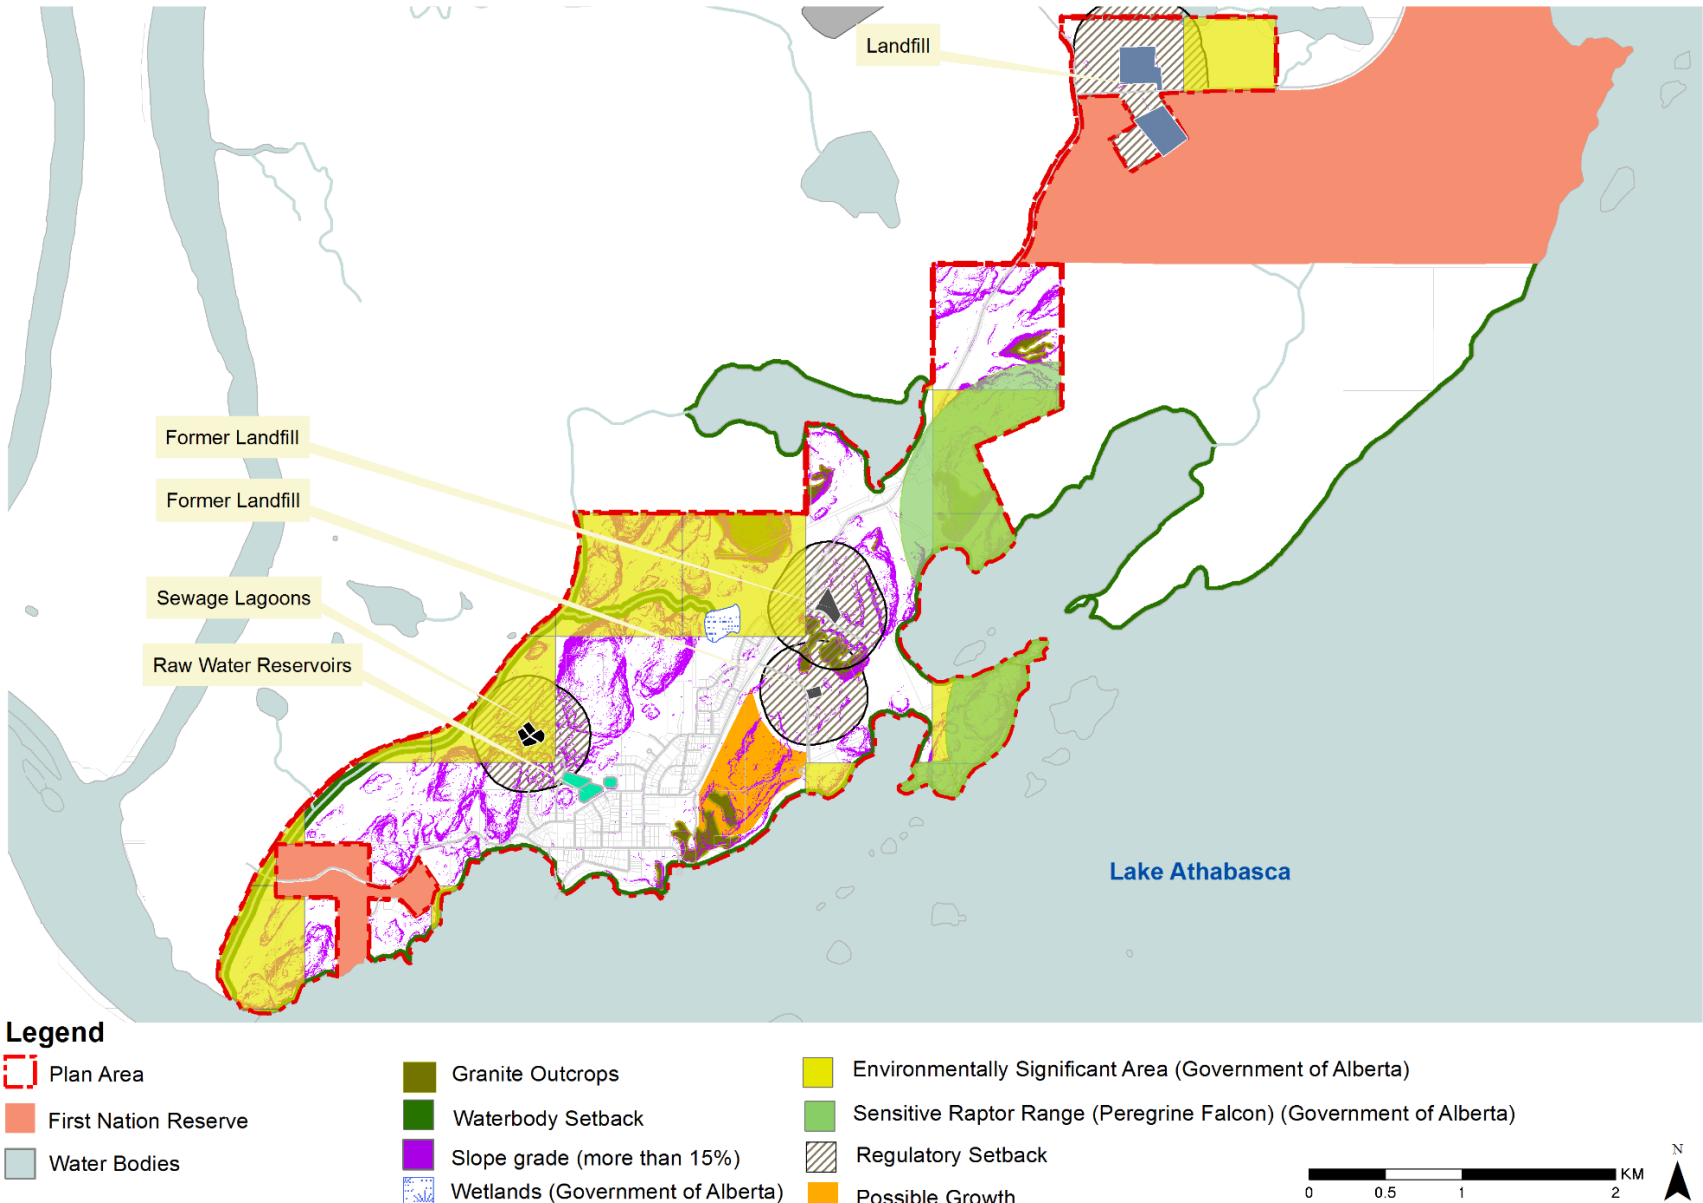 Landfill
Former Landfill
Former Landfill
Sewage Lagoons
Raw Water Reservoirs
Lake Athabasca
Legend
Plan Area
First Nation Reserve
Water Bodies
Granite Outcrops
Waterbody Setback
Slope grade (more than 15%)
Wetlands (Government of Alberta)
Environmentally Significant Area (Government of Alberta)
Sensitive Raptor Range (Peregrine Falcon) (Government of Alberta)
Regulatory Setback
Possible Growth
KM
0 0.5 1 2
N